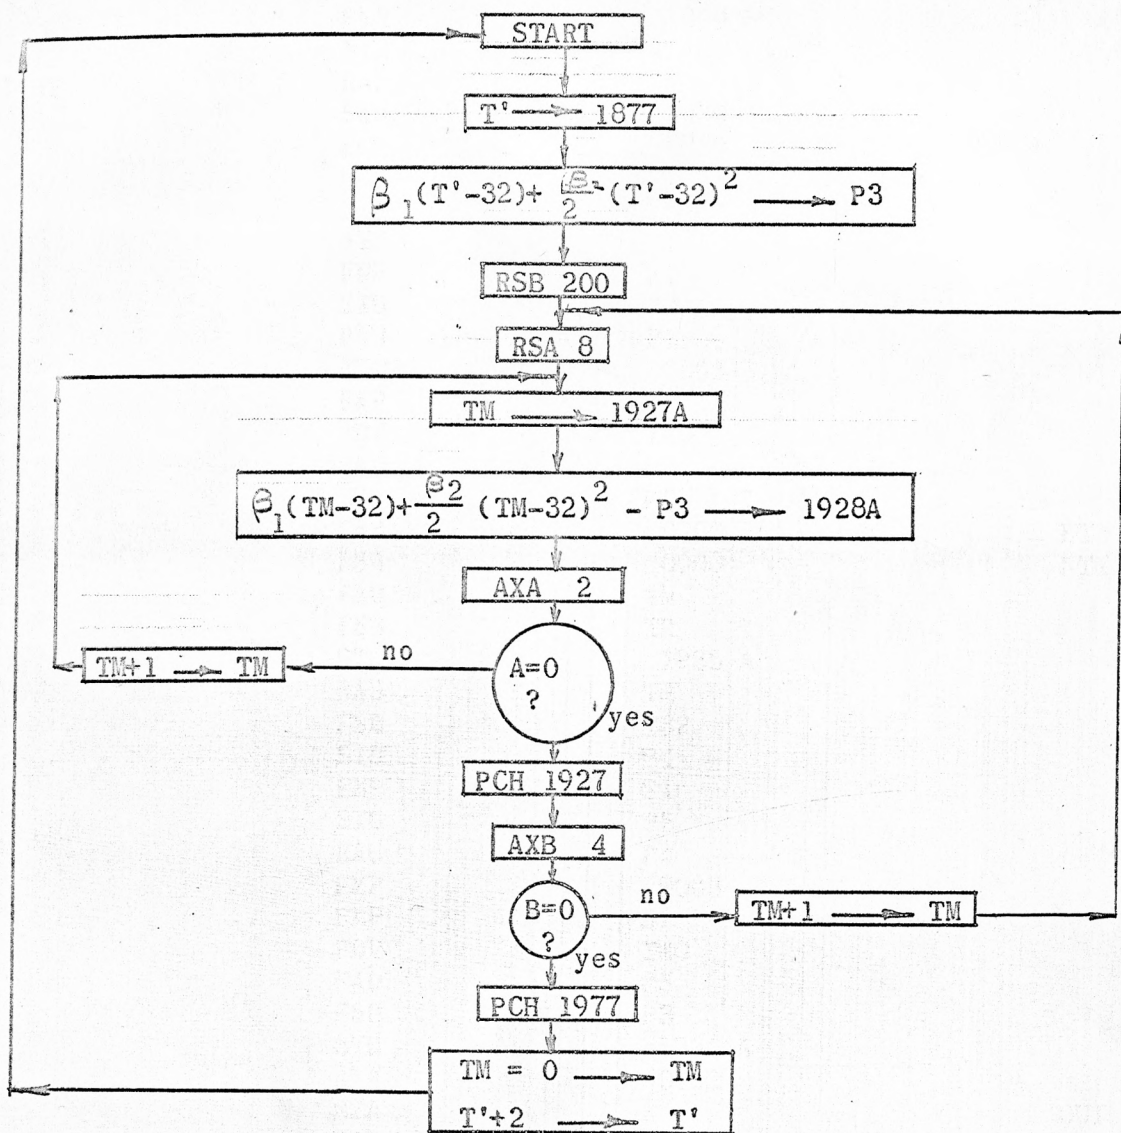 START
T' → 1877
β₁(T'-32)+ β₂/2 (T'-32)² → P3
RSB 200
RSA 8
TM → 1927A
β₁(TM-32)+ β₂/2 (TM-32)² - P3 → 1928A
AXA 2
A=0
?
no
TM+1 → TM
yes
PCH 1927
AXB 4
B=0
?
no
TM+1 → TM
yes
PCH 1977
TM = 0 → TM
T'+2 → T'